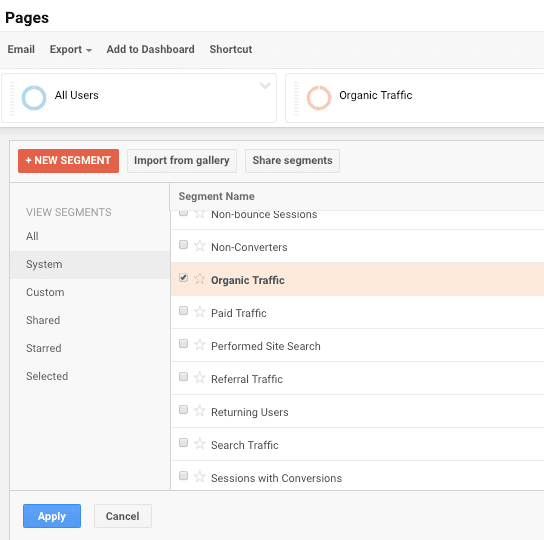 Pages
Email Export Add to Dashboard Shortcut
All Users Organic Traffic
+ NEW SEGMENT Import from gallery Share segments
Segment Name
VIEW SEGMENTS
All
System
Custom
Shared
Starred
Selected
Non-bounce Sessions
Non-Converters
Organic Traffic
Paid Traffic
Performed Site Search
Referral Traffic
Returning Users
Search Traffic
Sessions with Conversions
Apply Cancel